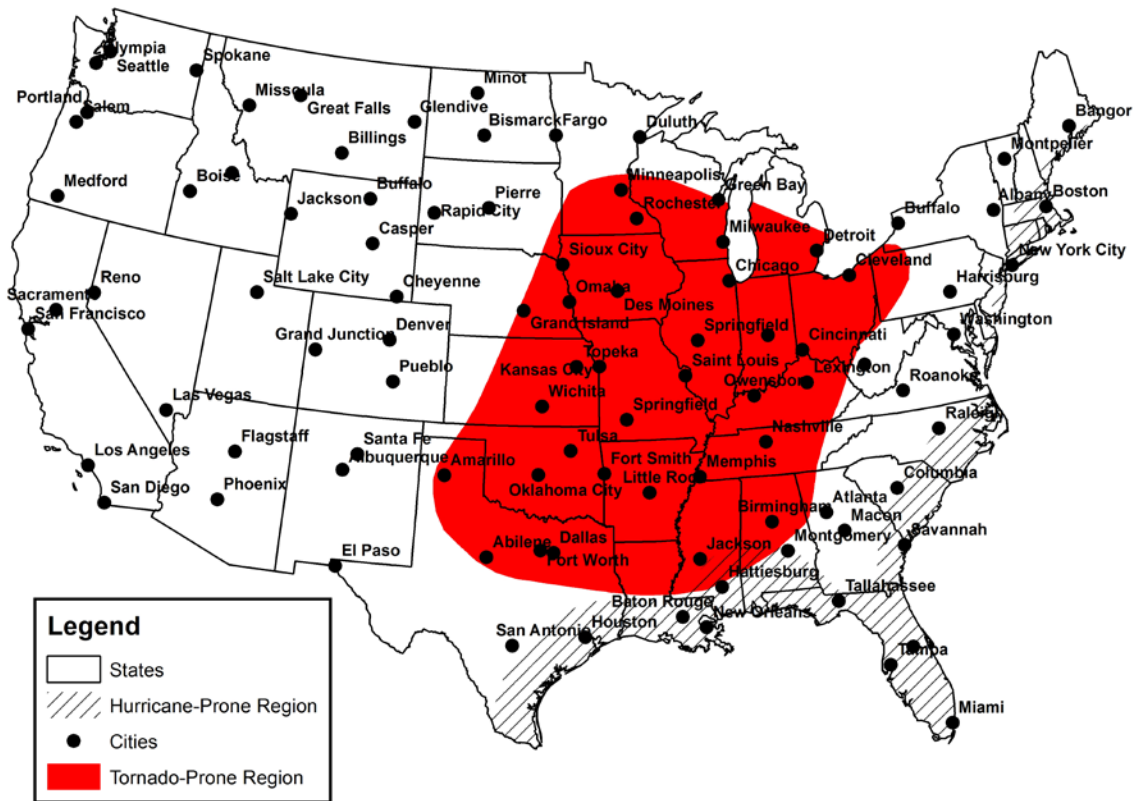 Olympia
Seattle
Spokane
Portland
Salem
Medford
Missoula
Great Falls
Glendive
Billings
Boise
Minot
Bismarck
Fargo
Duluth
Buffalo
Jackson
Casper
Cheyenne
Pierre
Rapid City
Minneapolis
Rochester
Green Bay
Milwaukee
Detroit
Chicago
Cleveland
Buffalo
Albany
Montpelier
Bangor
Boston
New York City
Harrisburg
Washington
Reno
Sacramento
San Francisco
Salt Lake City
Grand Junction
Denver
Pueblo
Sioux City
Omaha
Des Moines
Grand Island
Springfield
Cincinnati
Topeka
Kansas City
Saint Louis
Lexington
Owensboro
Wichita
Springfield
Roanoke
Raleigh
Las Vegas
Los Angeles
San Diego
Flagstaff
Phoenix
Santa Fe
Albuquerque
Amarillo
Tulsa
Oklahoma City
Fort Smith
Little Rock
Nashville
Memphis
Columbia
Atlanta
Macon
Birmingham
Montgomery
Savannah
El Paso
Abilene
Dallas
Fort Worth
Jackson
Hattiesburg
Tallahassee
Baton Rouge
New Orleans
Houston
San Antonio
Tampa
Miami
Legend
States
Hurricane-Prone Region
Cities
Tornado-Prone Region